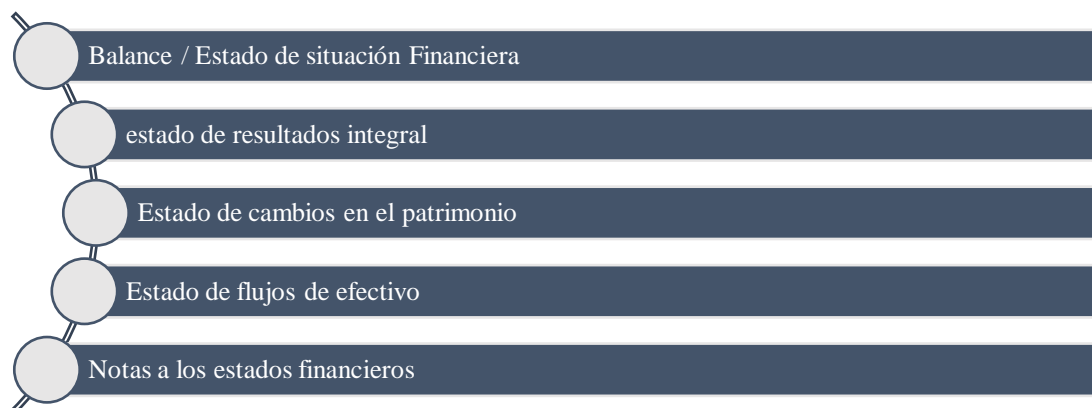 Balance / Estado de situación Financiera
estado de resultados integral
Estado de cambios en el patrimonio
Estado de flujos de efectivo
Notas a los estados financieros